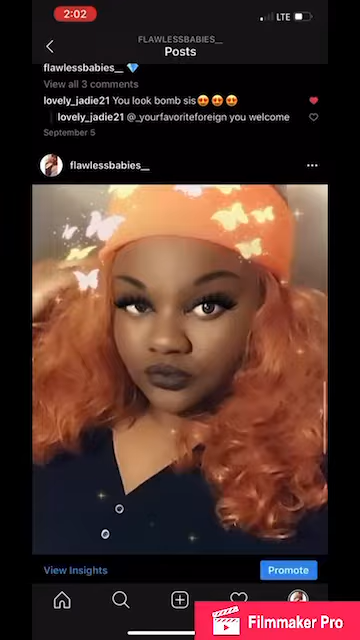 2:02
LTE
FLAWLESSBABIES__
Posts
flawlessbabies__ 💎
View all 3 comments
lovely_jadie21 You look bomb sis😍😍😍
lovely_jadie21 @_yourfavoriteforeign you welcome
September 5
flawlessbabies__
View Insights
Promote
Filmmaker Pro